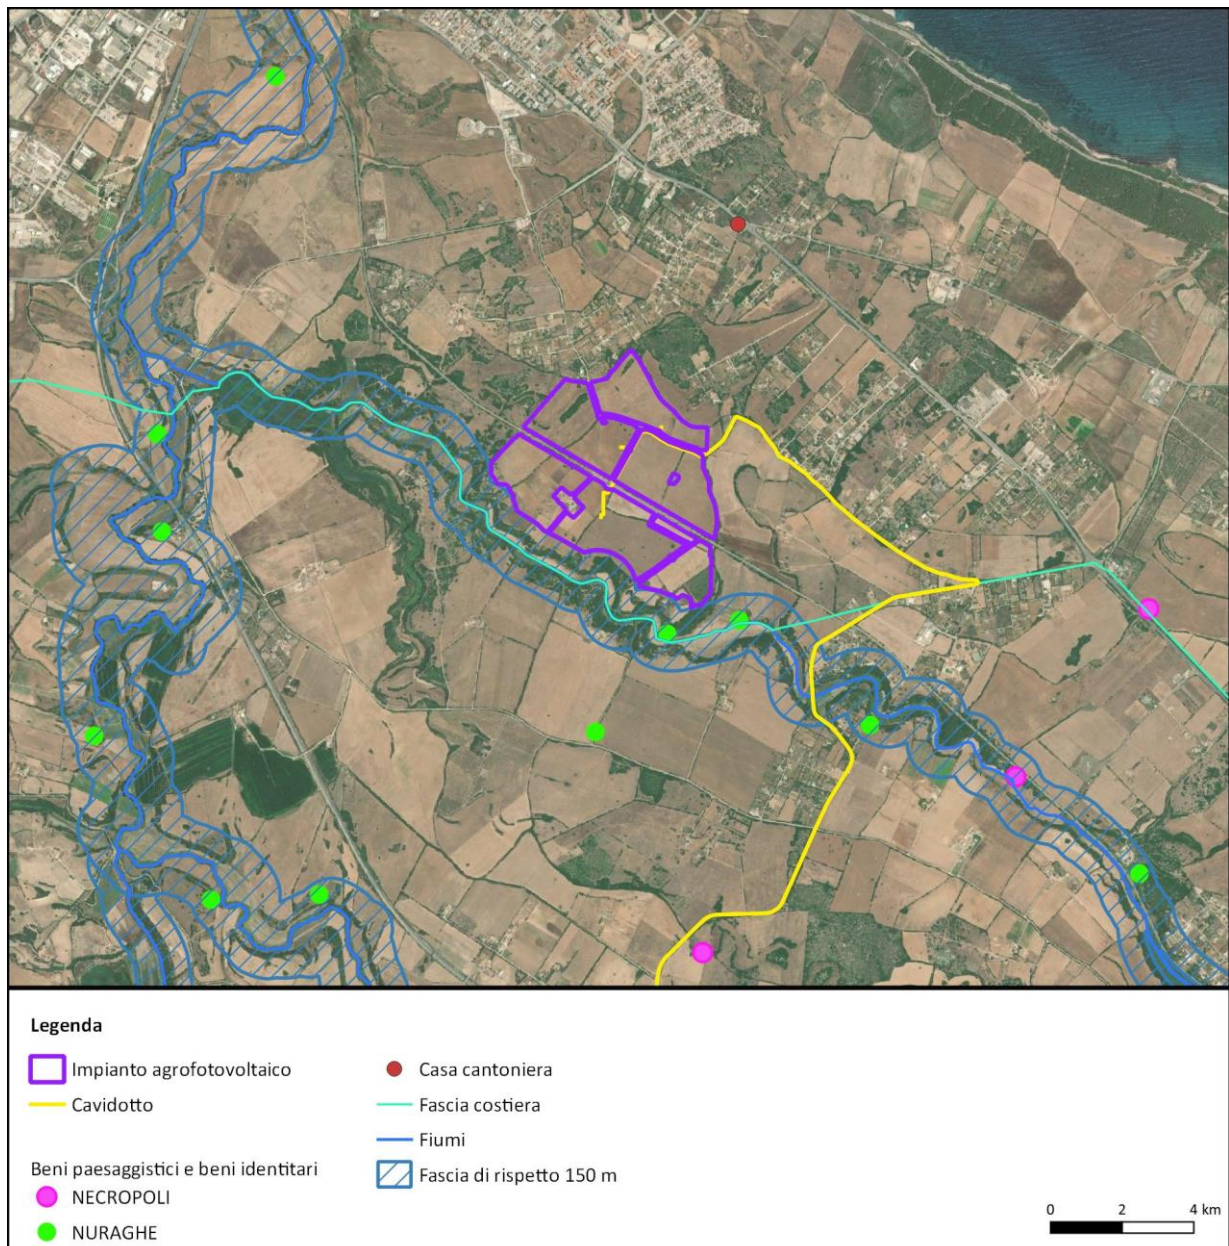 Legenda
Impianto agrofotovoltaico
Cavidotto
Beni paesaggistici e beni identitari
NECROPOLI
NURAGHE
Casa cantoniera
Fascia costiera
Fiumi
Fascia di rispetto 150 m
0 2 4 km